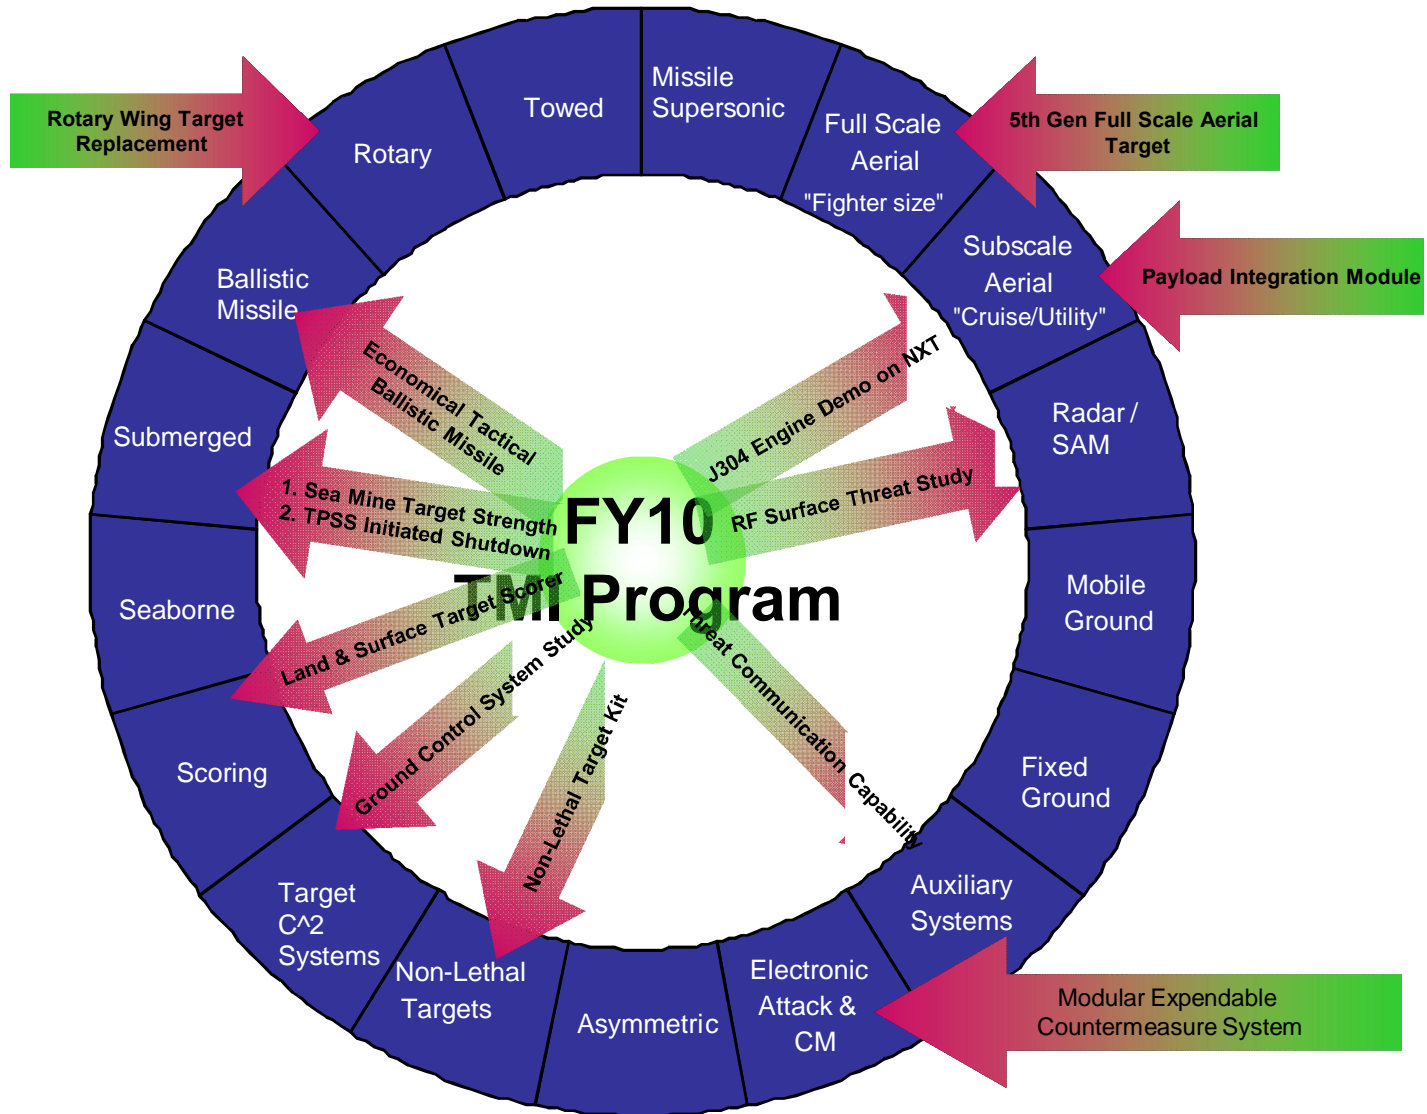 Towed
Missile
Supersonic
Rotary Wing Target
Replacement
Rotary
Full Scale
Aerial
"Fighter size"
5th Gen Full Scale Aerial
Target
Ballistic
Missile
Subscale
Aerial
"Cruise/Utility"
Payload Integration Module
Economical Tactical
Ballistic Missile
J304 Engine Demo on NXT
Submerged
Radar /
SAM
1. Sea Mine Target Strength
2. TPSS Initiated Shutdown
RF Surface Threat Study
FY10
TMI Program
Seaborne
Land & Surface Target Scorer
Mobile
Ground
Ground Control System Study
Threat Communication Capability
Non-Lethal Target Kit
Scoring
Fixed
Ground
Target
C^2
Systems
Auxiliary
Systems
Non-Lethal
Targets
Asymmetric
Electronic
Attack &
CM
Modular Expendable
Countermeasure System